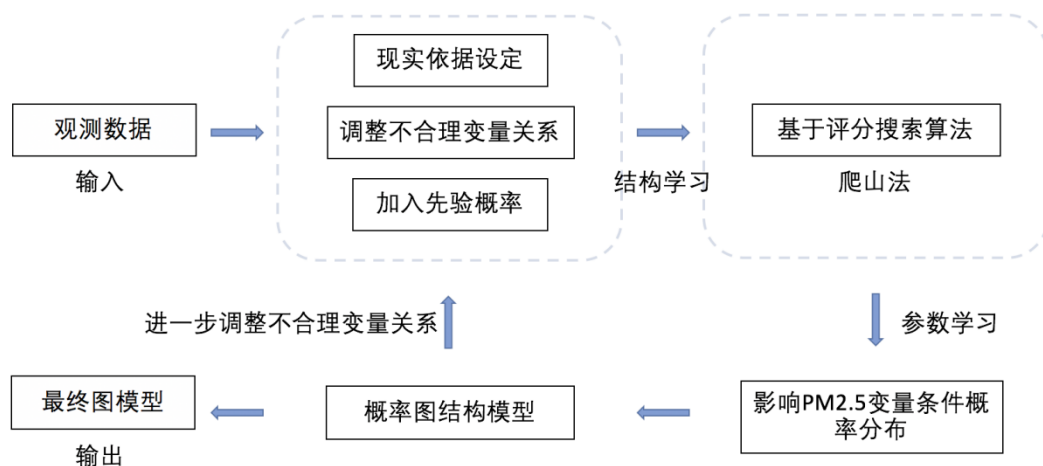 现实依据设定
观测数据
调整不合理变量关系
基于评分搜索算法
输入
结构学习
爬山法
加入先验概率
进一步调整不合理变量关系
参数学习
最终图模型
概率图结构模型
影响PM2.5变量条件概
率分布
输出